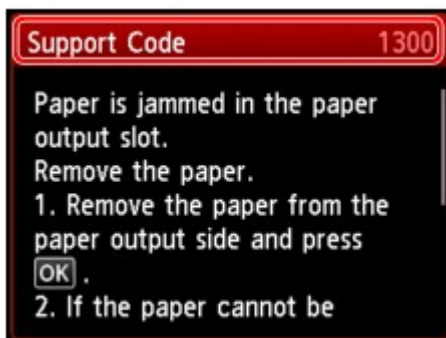 Support Code 1300
Paper is jammed in the paper
output slot.
Remove the paper.
1. Remove the paper from the
paper output side and press
OK .
2. If the paper cannot be